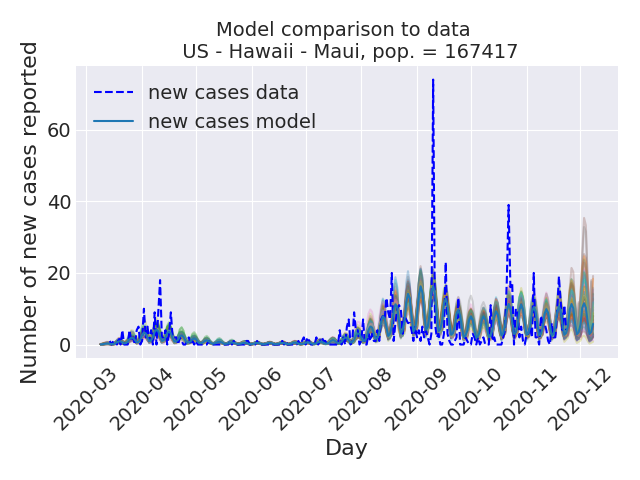 Model comparison to data
US - Hawaii - Maui, pop. = 167417
Number of new cases reported
new cases data
new cases model
60
40
20
0
2020-03
2020-04
2020-05
2020-06
2020-07
2020-08
2020-09
2020-10
2020-11
2020-12
Day